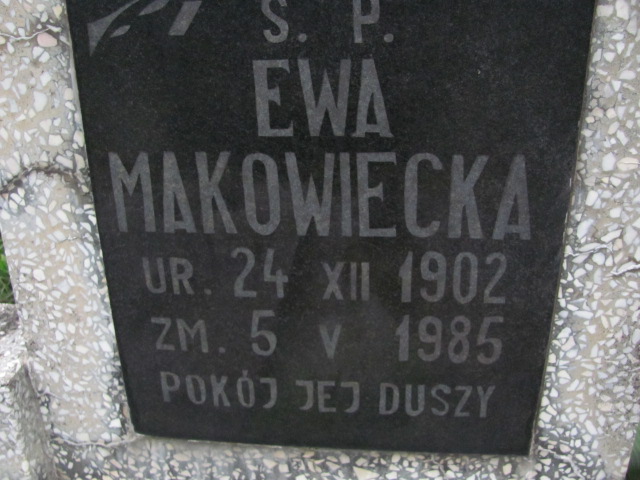 Ś. P.
EWA
MAKOWIECKA
UR. 24 XII 1902
ZM. 5 V 1985
POKÓJ JEJ DUSZY